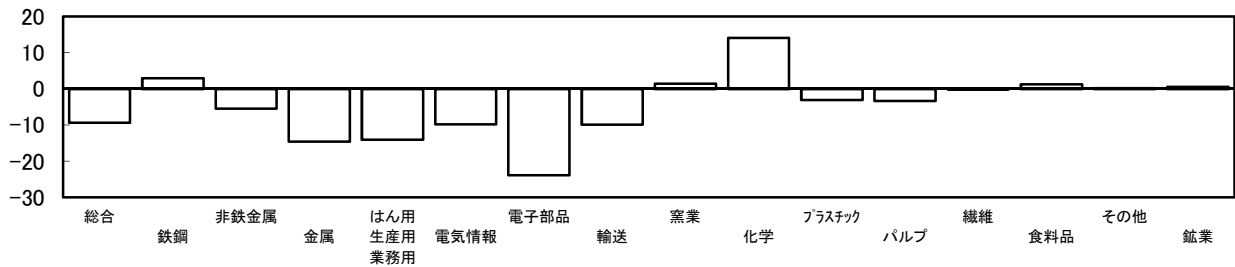 20
10
0
-10
-20
-30
総合
鉄鋼
非鉄金属
金属
はん用
生産用
業務用
電気情報
電子部品
輸送
窯業
化学
ﾌﾟﾗｽﾁｯｸ
パルプ
繊維
食料品
その他
鉱業